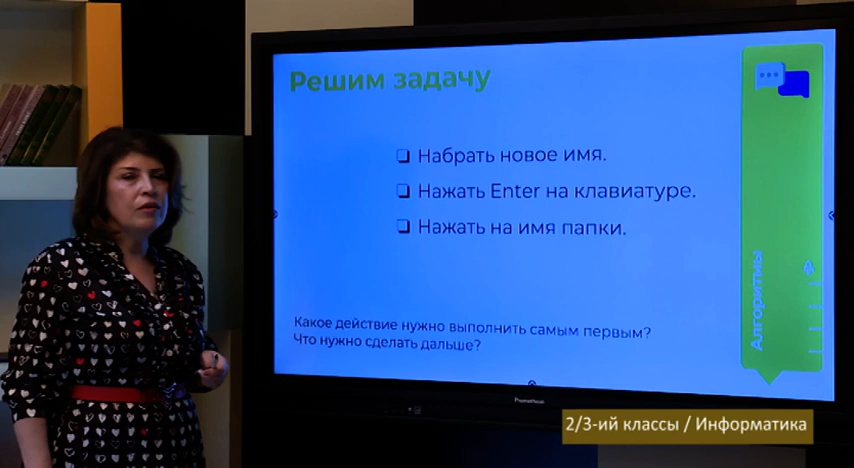 Решим задачу
Набрать новое имя.
Нажать Enter на клавиатуре.
Нажать на имя папки.
Какое действие нужно выполнить самым первым?
Что нужно сделать дальше?
Алгоритмы
Promethean
2/3-ий классы / Информатика